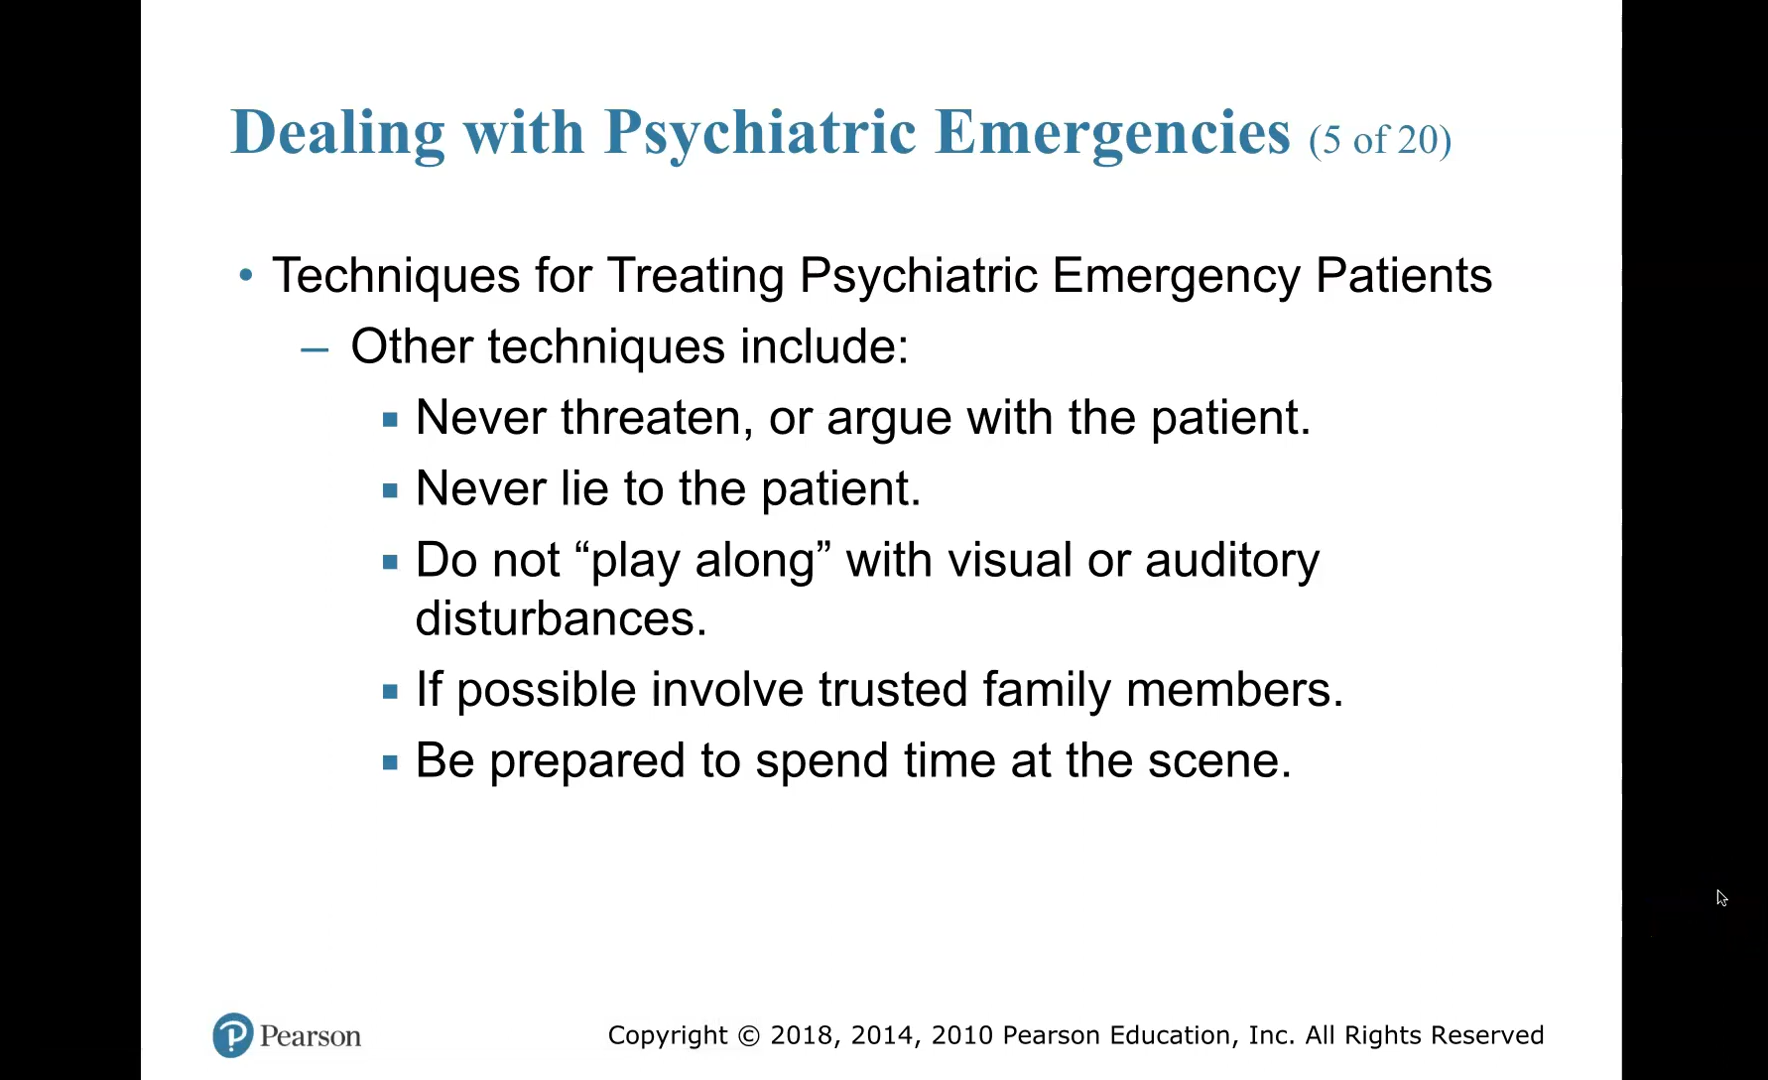 Dealing with Psychiatric Emergencies (5 of 20)
• Techniques for Treating Psychiatric Emergency Patients
– Other techniques include:
▪ Never threaten, or argue with the patient.
▪ Never lie to the patient.
▪ Do not “play along” with visual or auditory
disturbances.
▪ If possible involve trusted family members.
▪ Be prepared to spend time at the scene.
Pearson
Copyright © 2018, 2014, 2010 Pearson Education, Inc. All Rights Reserved